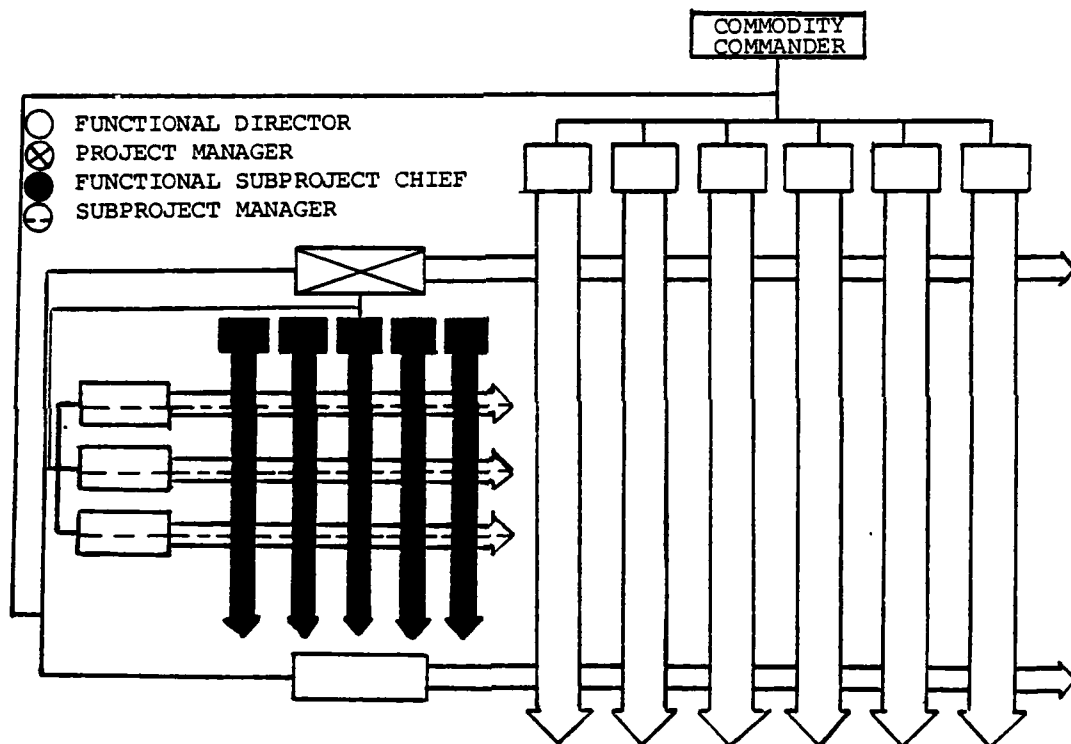 COMMODITY
COMMANDER
FUNCTIONAL DIRECTOR
PROJECT MANAGER
FUNCTIONAL SUBPROJECT CHIEF
SUBPROJECT MANAGER